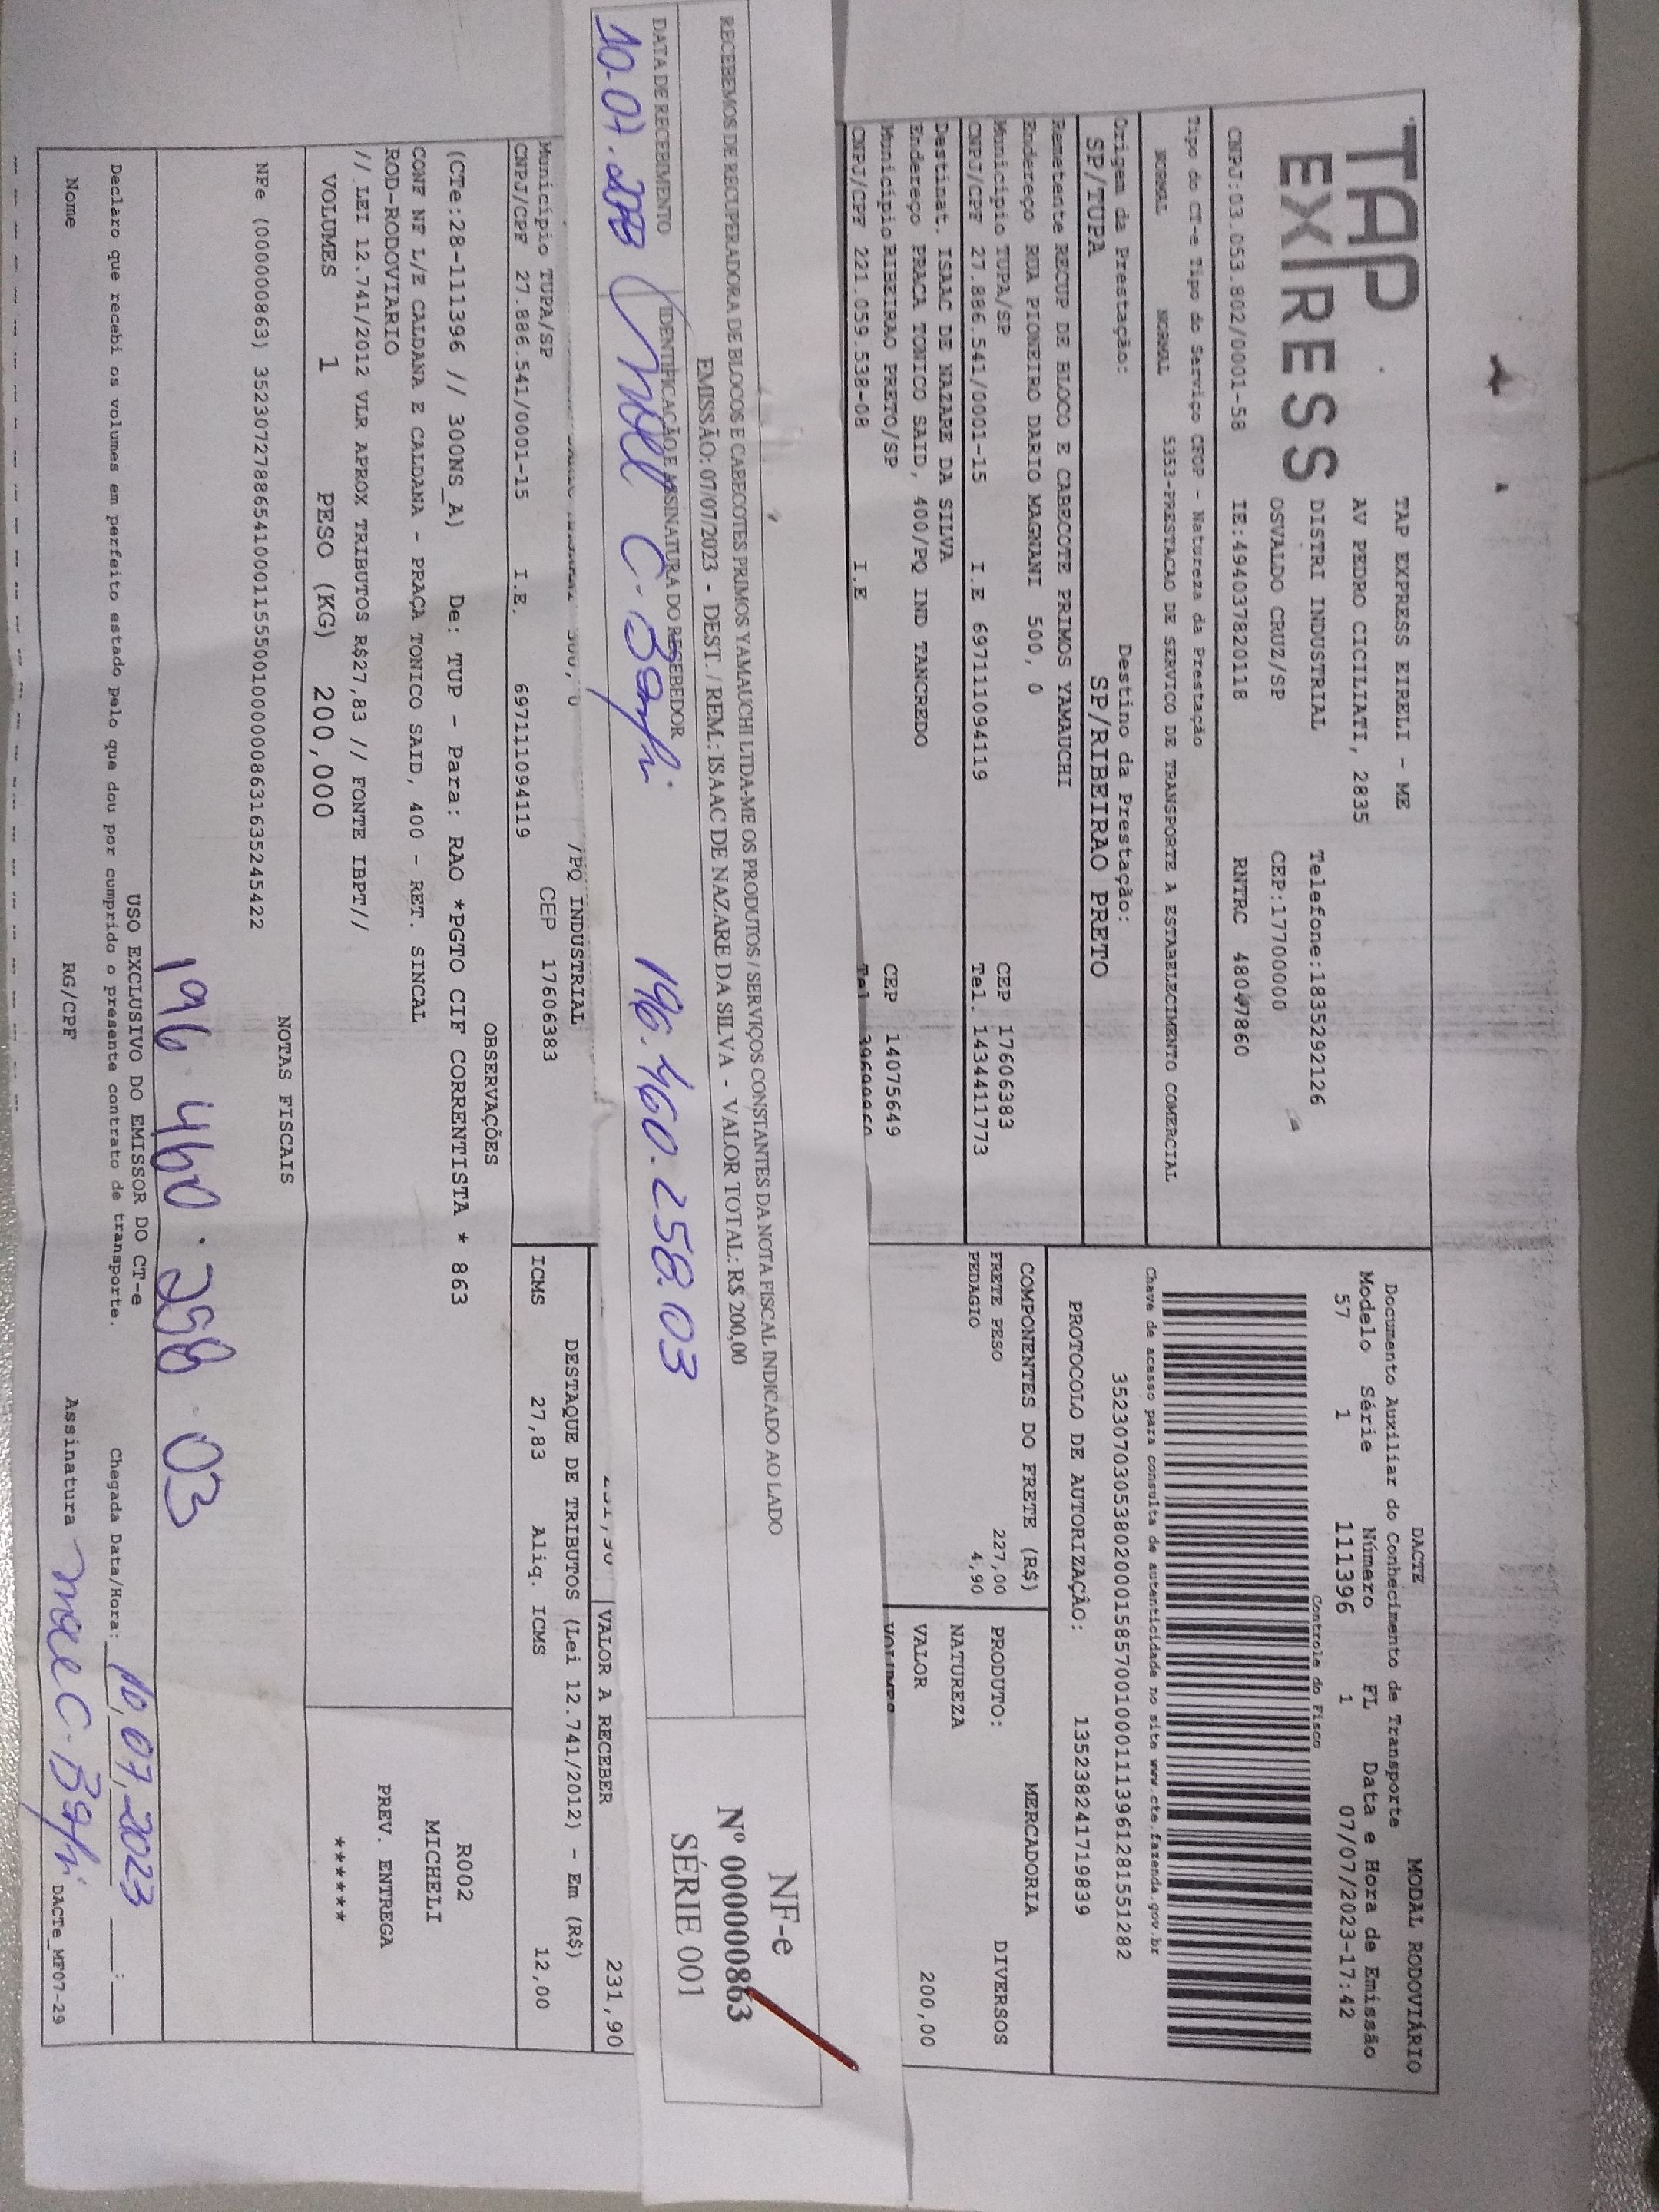 TAP
EXPRESS
TAP EXPRESS EIRELI - ME
AV PEDRO CICILIATI, 2835
DISTRI INDUSTRIAL Telefone:1835292126
OSVALDO CRUZ/SP CEP:17700000
CNPJ:03.053.802/0001-58 IE:494037820118 RNTRC 48047860
Tipo do CT-e Tipo do Serviço CFOP - Natureza da Prestação
NORMAL NORMAL 5353-PRESTACAO DE SERVICO DE TRANSPORTE A ESTABELECIMENTO COMERCIAL
Origem da Prestação: Destino da Prestação:
SP/TUPA SP/RIBEIRAO PRETO
Remetente RECUP DE BLOCO E CABECOTE PRIMOS YAMAUCHI
Endereço RUA PIONEIRO DARIO MAGNANI 500, 0
Município TUPA/SP CEP 17606383
CNPJ/CPF 27.886.541/0001-15 I.E 697111094119 Tel. 1434411773
Destinat. ISAAC DE NAZARE DA SILVA
Endereço PRACA TONICO SAID, 400/PQ IND TANCREDO
Município RIBEIRAO PRETO/SP CEP 14075649
CNPJ/CPF 221.059.538-08 I.E Tel
DACTE MODAL RODOVIÁRIO
Documento Auxiliar do Conhecimento de Transporte
Modelo Série Número FL Data e Hora de Emissão
57 1 111396 1 07/07/2023-17:42
Controle do Fisco
Chave de acesso para consulta de autenticidade no site www.cte.fazenda.gov.br
35230703053802000158570010001113961281551282
PROTOCOLO DE AUTORIZAÇÃO: 135238241719839
COMPONENTES DO FRETE (R$) MERCADORIA
FRETE PESO 227,00 PRODUTO: DIVERSOS
PEDAGIO 4,90 NATUREZA
VALOR 200,00
VOLUMES
RECEBEMOS DE RECUPERADORA DE BLOCOS E CABECOTES PRIMOS YAMAUCHI LTDA-ME OS PRODUTOS / SERVIÇOS CONSTANTES DA NOTA FISCAL INDICADO AO LADO
EMISSÃO: 07/07/2023 - DEST. / REM.: ISAAC DE NAZARE DA SILVA - VALOR TOTAL: R$ 200,00
DATA DE RECEBIMENTO IDENTIFICAÇÃO E ASSINATURA DO RECEBEDOR
10.07.2023 196.460.258.03
NF-e
Nº 000000863
SÉRIE 001
/PQ INDUSTRIAL
Município TUPA/SP CEP 17606383
CNPJ/CPF 27.886.541/0001-15 I.E. 697111094119
VALOR A RECEBER 231,90
DESTAQUE DE TRIBUTOS (Lei 12.741/2012) - Em (R$)
ICMS 27,83 Aliq. ICMS 12,00
OBSERVAÇÕES
(CTe:28-111396 // 300NS_A) De: TUP - Para: RAO *PGTO CIF CORRENTISTA * 863
CONF NF L/E CALDANA E CALDANA - PRAÇA TONICO SAID, 400 - RET. SINCAL
ROD-RODOVIARIO
// LEI 12.741/2012 VLR APROX TRIBUTOS R$27,83 // FONTE IBPT//
R002
MICHELI
PREV. ENTREGA
******
VOLUMES 1 PESO (KG) 200,000
NOTAS FISCAIS
NFe (000000863) 35230727886541000115550010000008631635245422
196.460.258.03
USO EXCLUSIVO DO EMISSOR DO CT-e
Declaro que recebi os volumes em perfeito estado pelo que dou por cumprido o presente contrato de transporte. Chegada Data/Hora: 10,07,2023 :
Nome RG/CPF Assinatura
DACTe_MF07-29